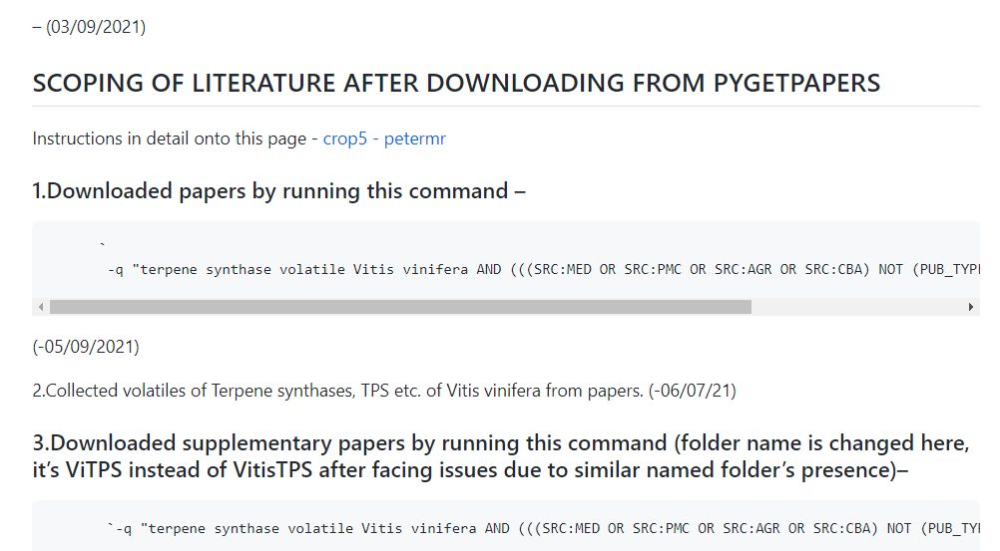 – (03/09/2021)
SCOPING OF LITERATURE AFTER DOWNLOADING FROM PYGETPAPERS
Instructions in detail onto this page - crop5 - petermr
1.Downloaded papers by running this command –
`
-q "terpene synthase volatile Vitis vinifera AND (((SRC:MED OR SRC:PMC OR SRC:AGR OR SRC:CBA) NOT (PUB_TYP
(-05/09/2021)
2.Collected volatiles of Terpene synthases, TPS etc. of Vitis vinifera from papers. (-06/07/21)
3.Downloaded supplementary papers by running this command (folder name is changed here,
it’s ViTPS instead of VitisTPS after facing issues due to similar named folder’s presence)–
`-q "terpene synthase volatile Vitis vinifera AND (((SRC:MED OR SRC:PMC OR SRC:AGR OR SRC:CBA) NOT (PUB_TY